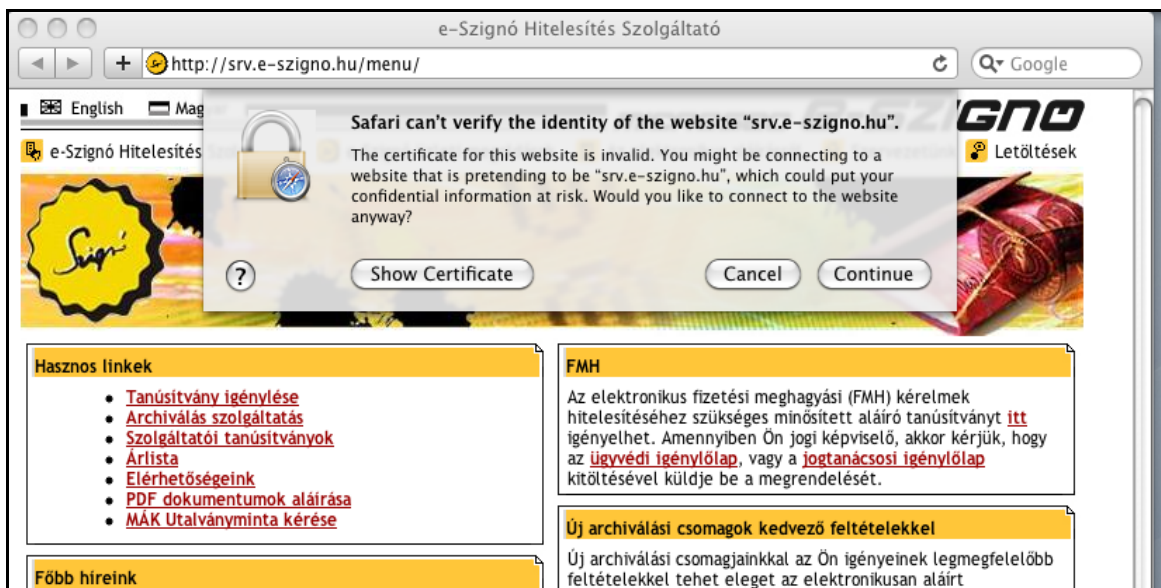 e-Szignó Hitelesítés Szolgáltató
http://srv.e-szigno.hu/menu/
Google
English
e-Szignó Hitelesítés
Letöltések
Szignó
Safari can't verify the identity of the website “srv.e-szigno.hu”.
The certificate for this website is invalid. You might be connecting to a
website that is pretending to be “srv.e-szigno.hu”, which could put your
confidential information at risk. Would you like to connect to the website
anyway?
?
Show Certificate
Cancel
Continue
Hasznos linkek
Tanúsítvány igénylése
Archiválás szolgáltatás
Szolgáltatói tanúsítványok
Árlista
Elérhetőségeink
PDF dokumentumok aláírása
MÁK Utalványminta kérése
Főbb híreink
FMH
Az elektronikus fizetési meghagyási (FMH) kérelmek
hitelesítéséhez szükséges minősített aláíró tanúsítványt itt
igényelhet. Amennyiben Ön jogi képviselő, akkor kérjük, hogy
az ügyvédi igénylőlap, vagy a jogtanácsosi igénylőlap
kitöltésével küldje be a megrendelését.
Új archiválási csomagok kedvező feltételekkel
Új archiválási csomagjainkkal az Ön igényeinek legmegfelelőbb
feltételekkel tehet eleget az elektronikusan aláírt